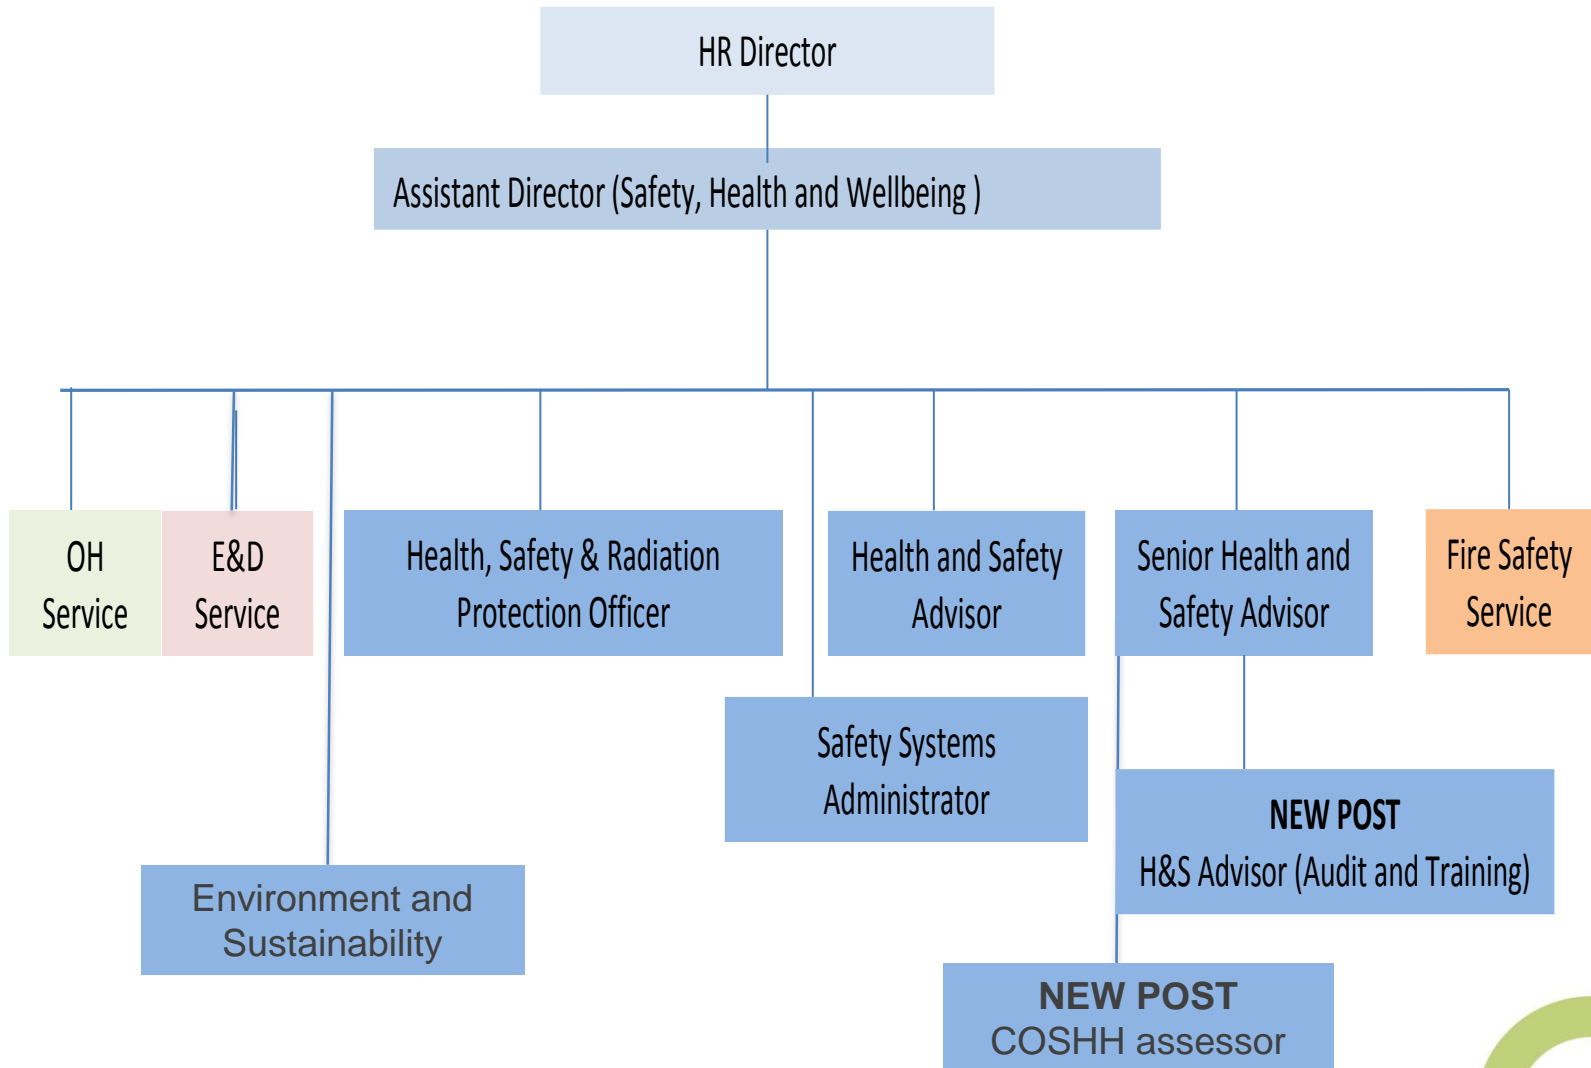 HR Director
Assistant Director (Safety, Health and Wellbeing )
OH
Service
E&D
Service
Health, Safety & Radiation
Protection Officer
Health and Safety
Advisor
Senior Health and
Safety Advisor
Fire Safety
Service
Safety Systems
Administrator
NEW POST
H&S Advisor (Audit and Training)
Environment and
Sustainability
NEW POST
COSHH assessor